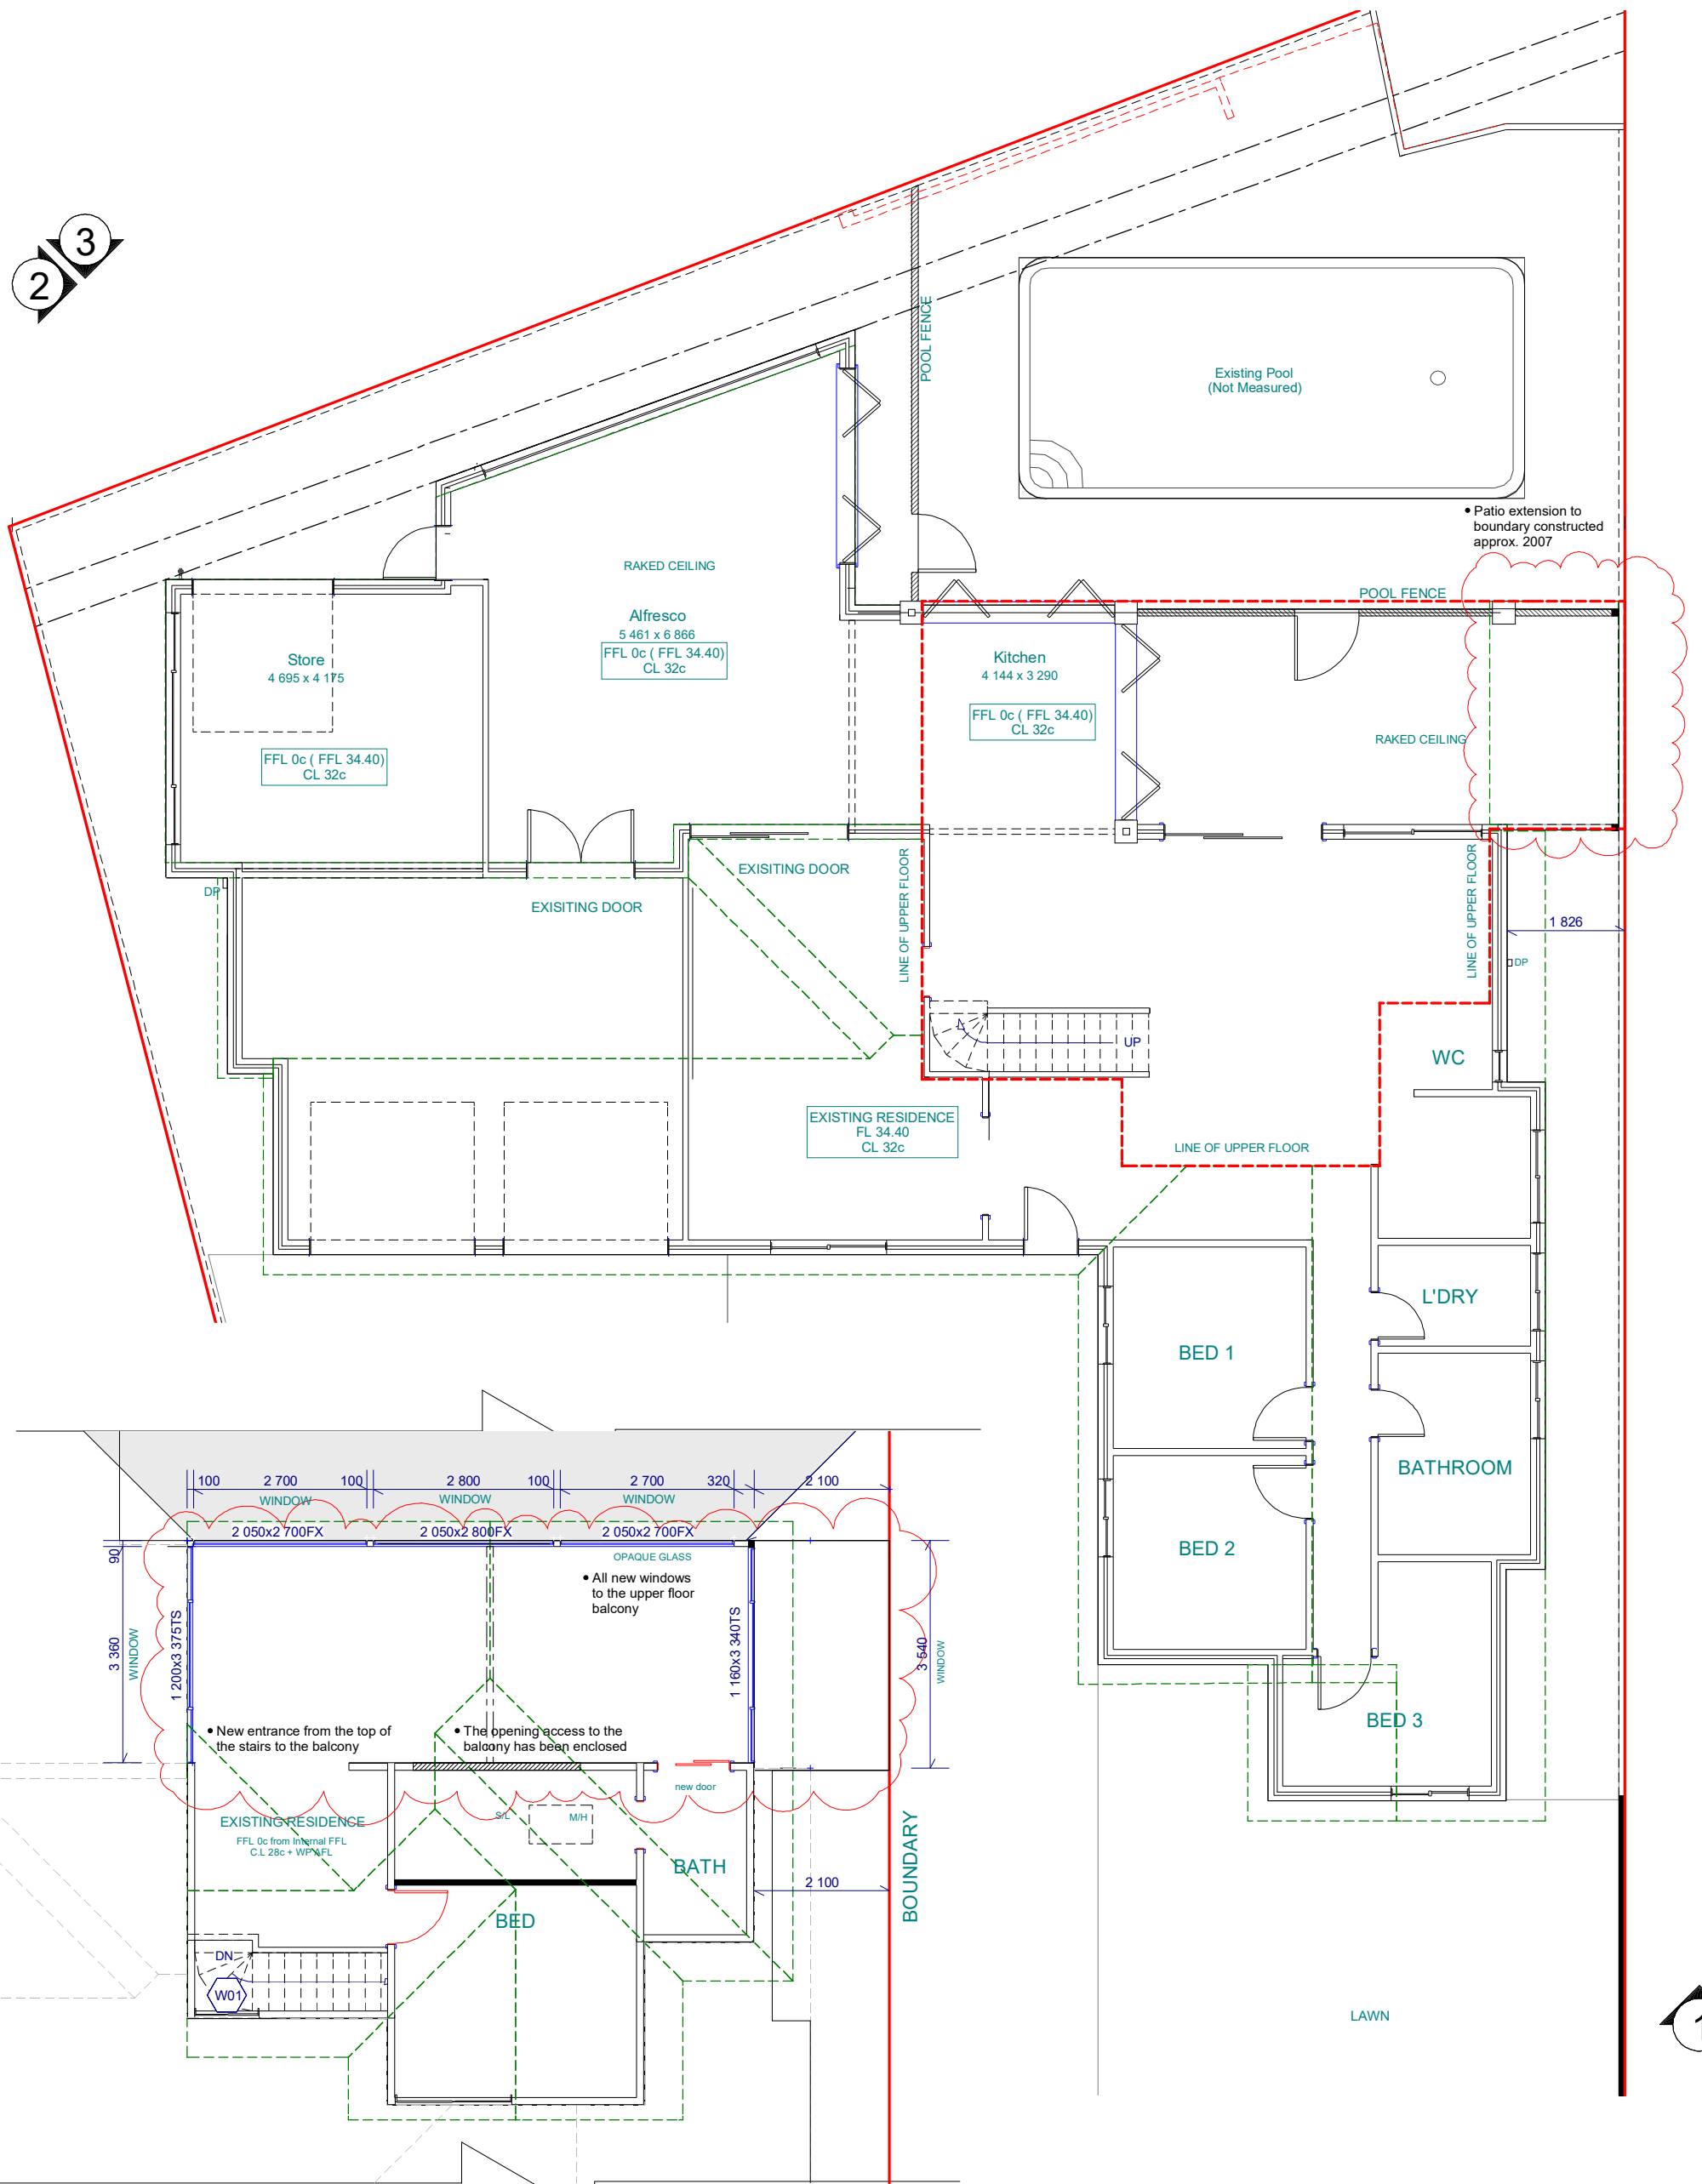 3
2
POOL FENCE
Existing Pool
(Not Measured)
• Patio extension to
boundary constructed
approx. 2007
RAKED CEILING
POOL FENCE
Alfresco
5 461 x 6 866
FFL 0c ( FFL 34.40)
CL 32c
Store
4 695 x 4 175
FFL 0c ( FFL 34.40)
CL 32c
Kitchen
4 144 x 3 290
FFL 0c ( FFL 34.40)
CL 32c
RAKED CEILING
DP
EXISITING DOOR
EXISITING DOOR
LINE OF UPPER FLOOR
LINE OF UPPER FLOOR
1 826
DP
UP
WC
EXISTING RESIDENCE
FL 34.40
CL 32c
LINE OF UPPER FLOOR
L'DRY
BED 1
BATHROOM
BED 2
BED 3
LAWN
1
100
2 700
100
2 800
100
2 700
320
2 100
WINDOW
WINDOW
WINDOW
2 050x2 700FX
2 050x2 800FX
2 050x2 700FX
OPAQUE GLASS
90
• All new windows
to the upper floor
balcony
3 360
WINDOW
1 200x3 375TS
1 160x3 340TS
3 540
WINDOW
• New entrance from the top of
the stairs to the balcony
• The opening access to the
balcony has been enclosed
new door
EXISTING RESIDENCE
FFL 0c from Internal FFL
C.L 28c + WP AFL
S/L
M/H
BATH
BOUNDARY
2 100
BED
DN
W01